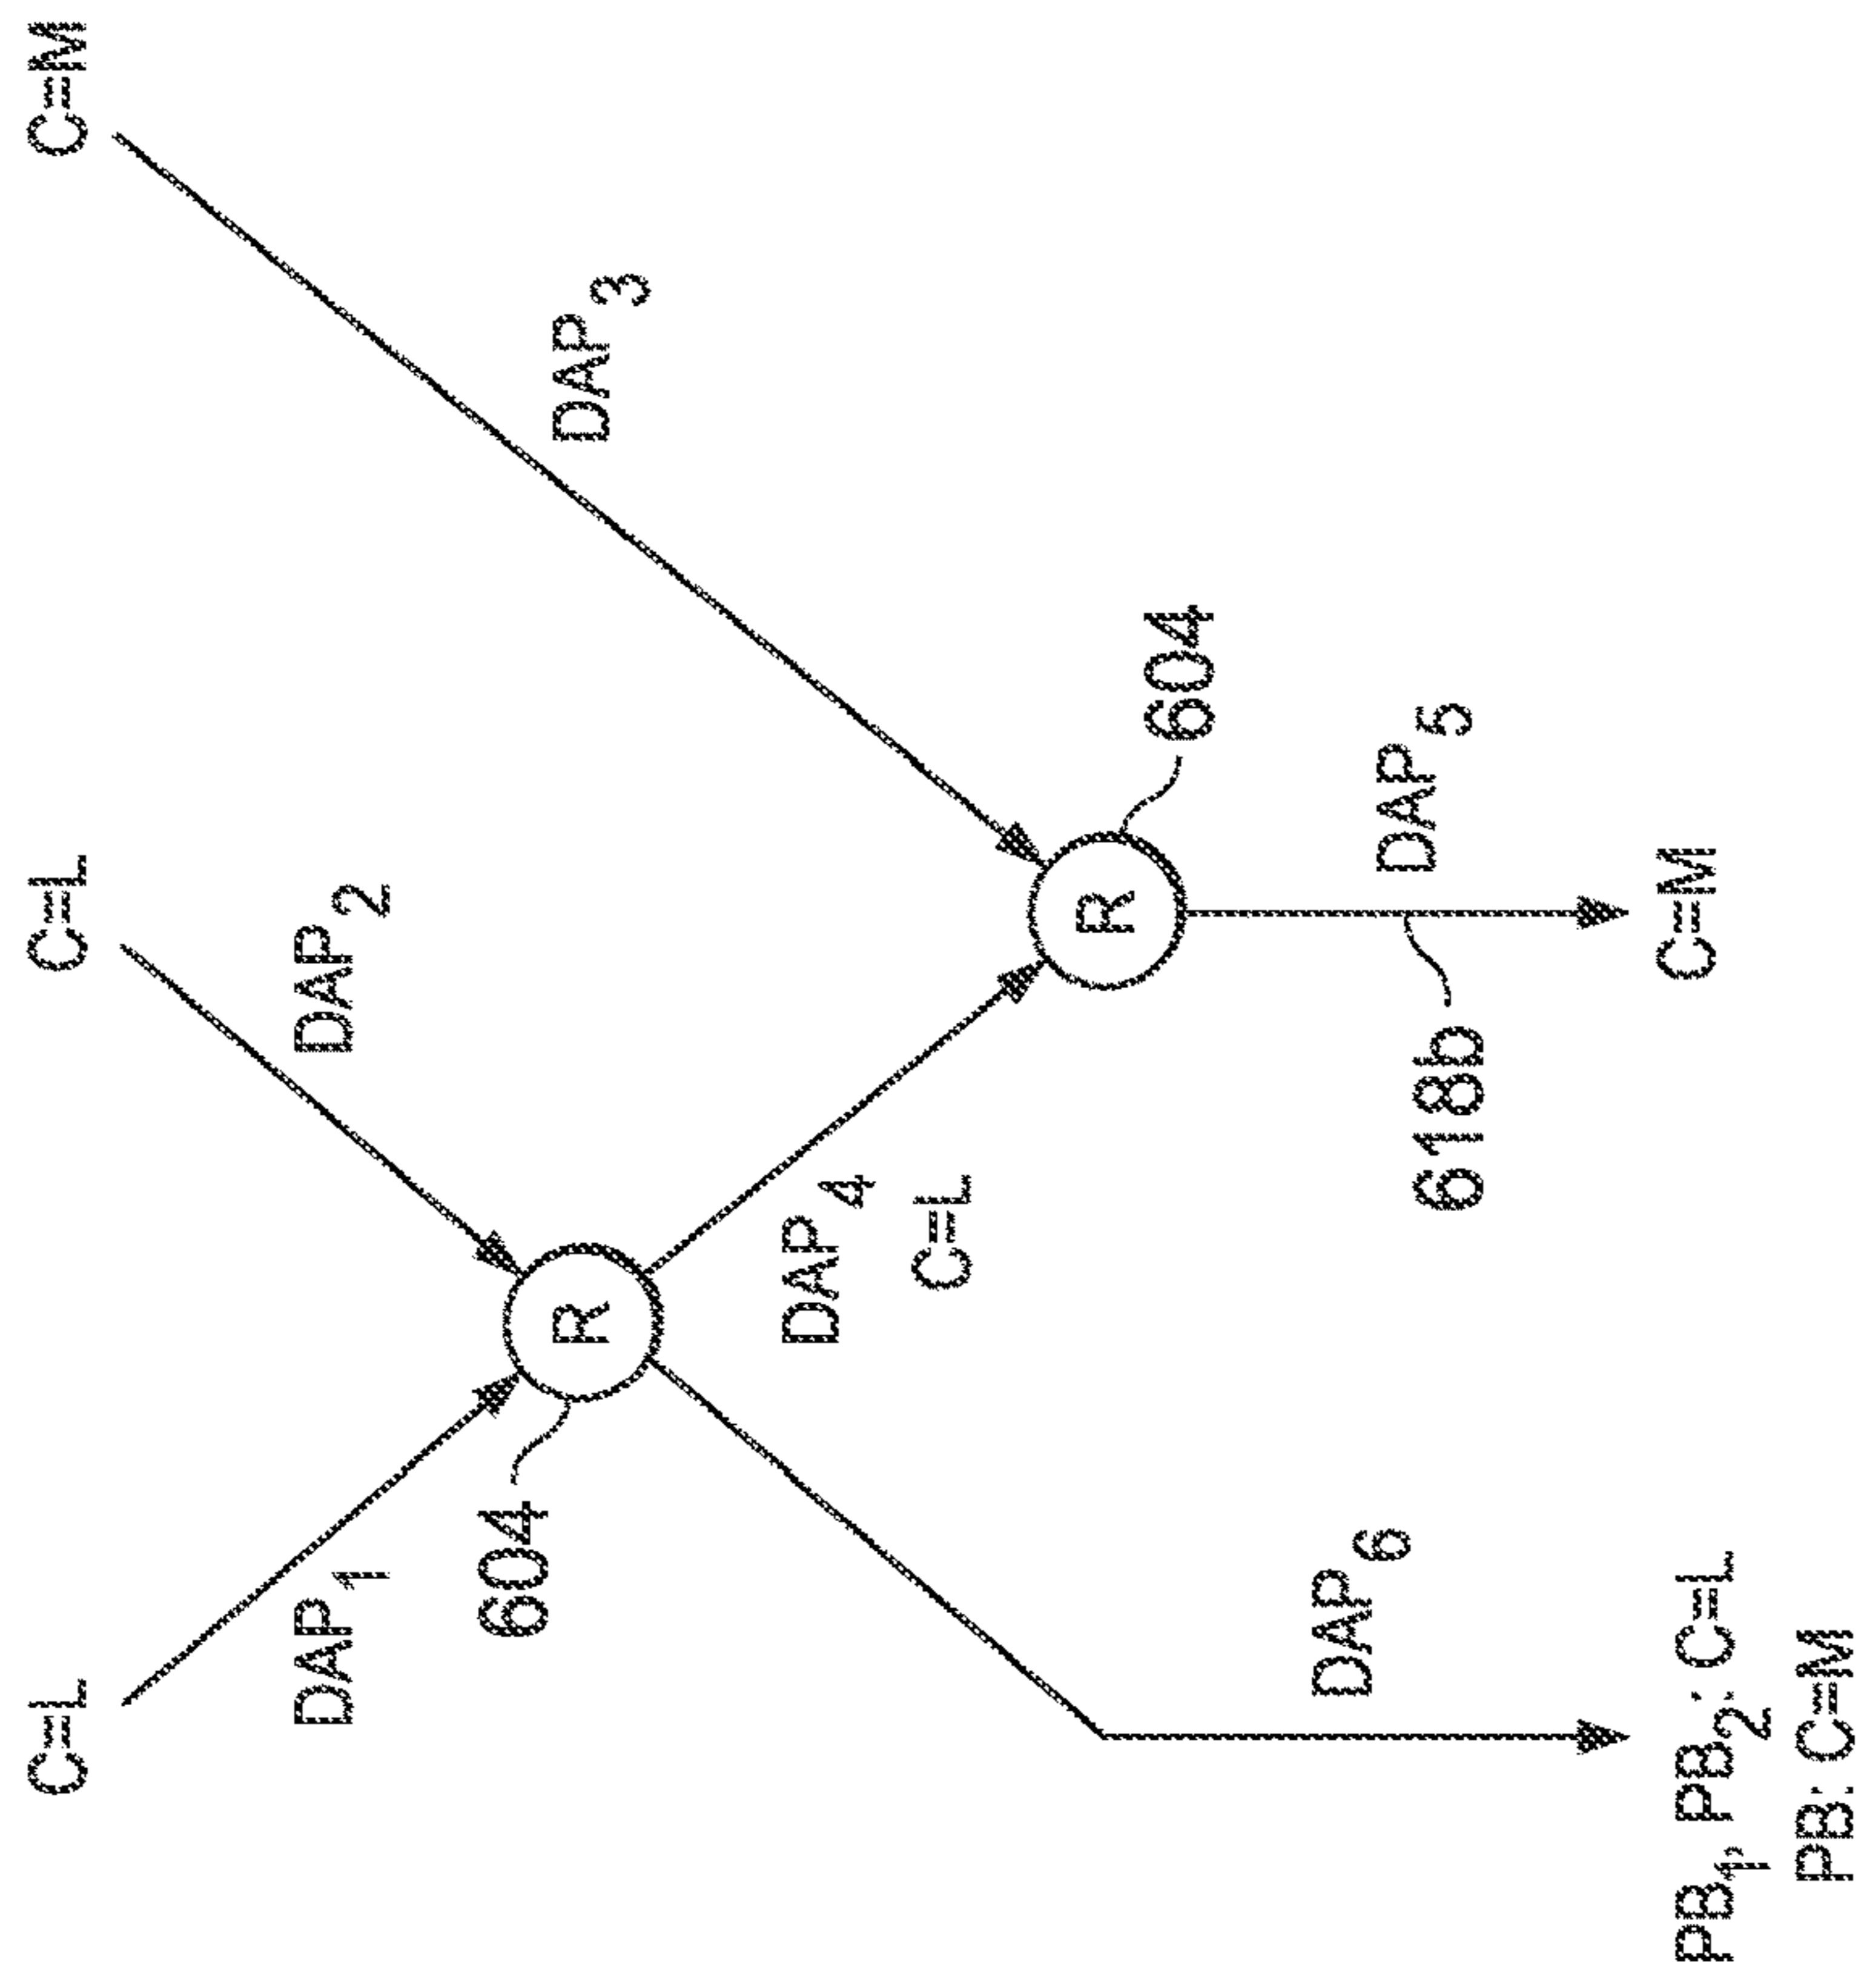 C=L
C=L
C=M
DAP1
DAP2
604
R
DAP3
DAP4
C=L
R
604
DAP6
DAP5
618b
PB1, PB2: C=L
C=M
PB: C=M